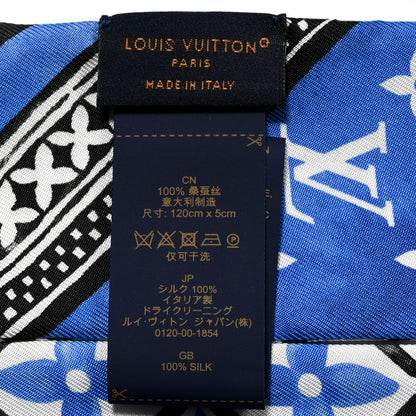 LOUIS VUITTON®
PARIS
MADE IN ITALY
CN
100% 桑蚕丝
意大利制造
尺寸: 120cm x 5cm
仅可干洗
JP
シルク 100%
イタリア製
ドライクリーニング
ルイ・ヴィトン ジャパン(株)
0120-00-1854
GB
100% SILK
LV